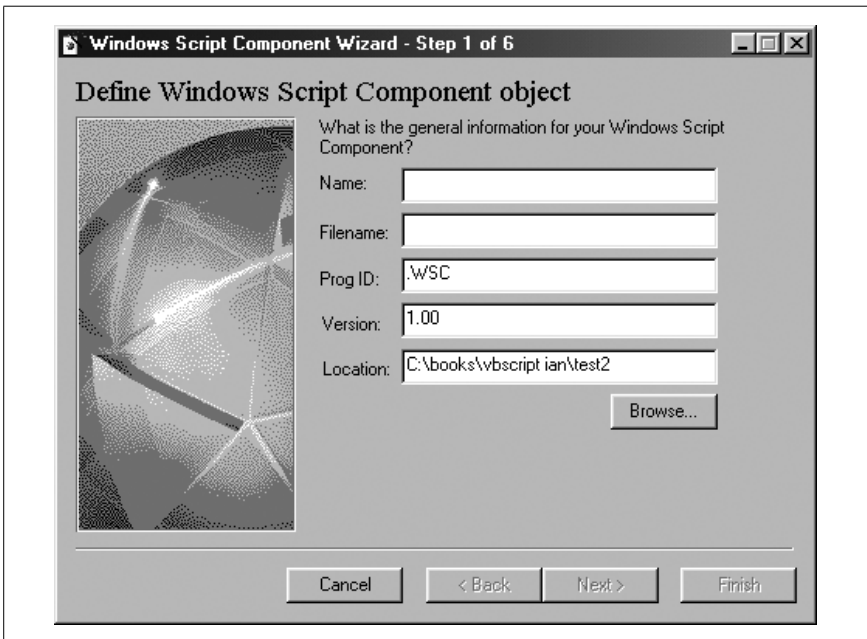 Windows Script Component Wizard - Step 1 of 6
Define Windows Script Component object
What is the general information for your Windows Script
Component?
Name:
Filename:
Prog ID: .WSC
Version: 1.00
Location: C:\books\vbscript ian\test2
Browse...
Cancel
< Back
Next >
Finish